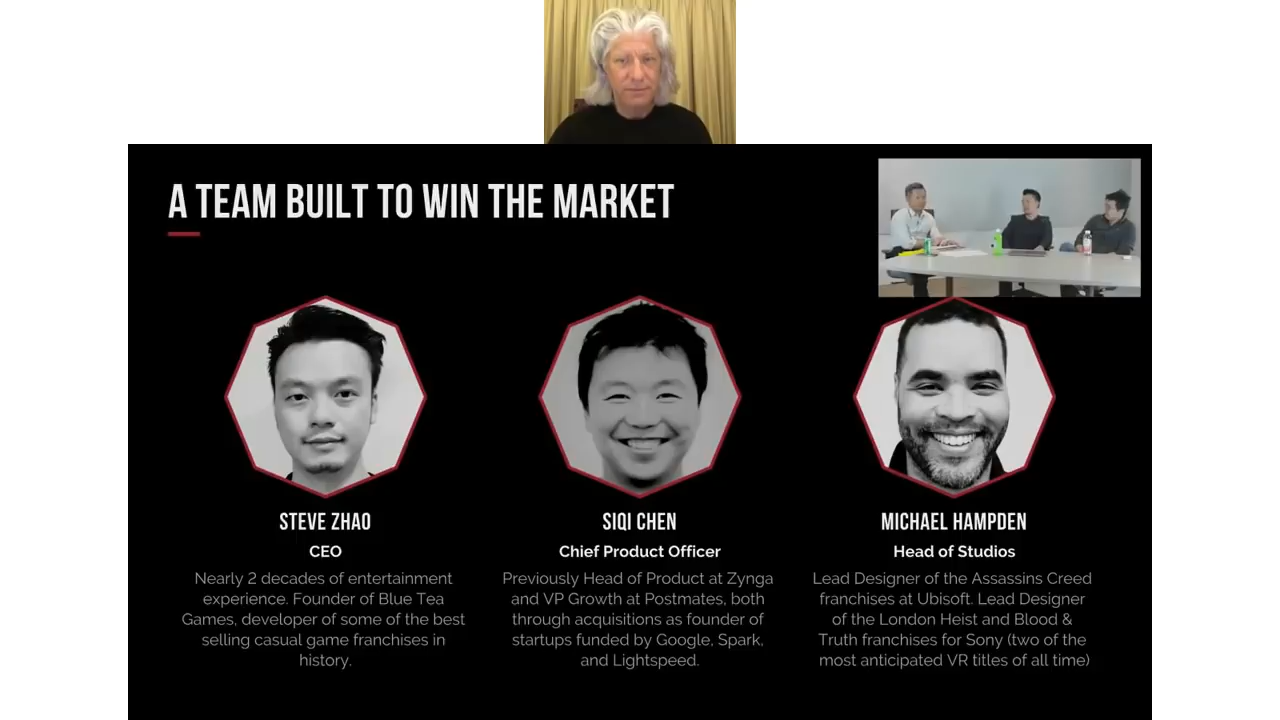 A TEAM BUILT TO WIN THE MARKET
STEVE ZHAO
CEO
Nearly 2 decades of entertainment
experience. Founder of Blue Tea
Games, developer of some of the best
selling casual game franchises in
history.
SIQI CHEN
Chief Product Officer
Previously Head of Product at Zynga
and VP Growth at Postmates, both
through acquisitions as founder of
startups funded by Google, Spark,
and Lightspeed.
MICHAEL HAMPDEN
Head of Studios
Lead Designer of the Assassins Creed
franchises at Ubisoft. Lead Designer
of the London Heist and Blood &
Truth franchises for Sony (two of the
most anticipated VR titles of all time)